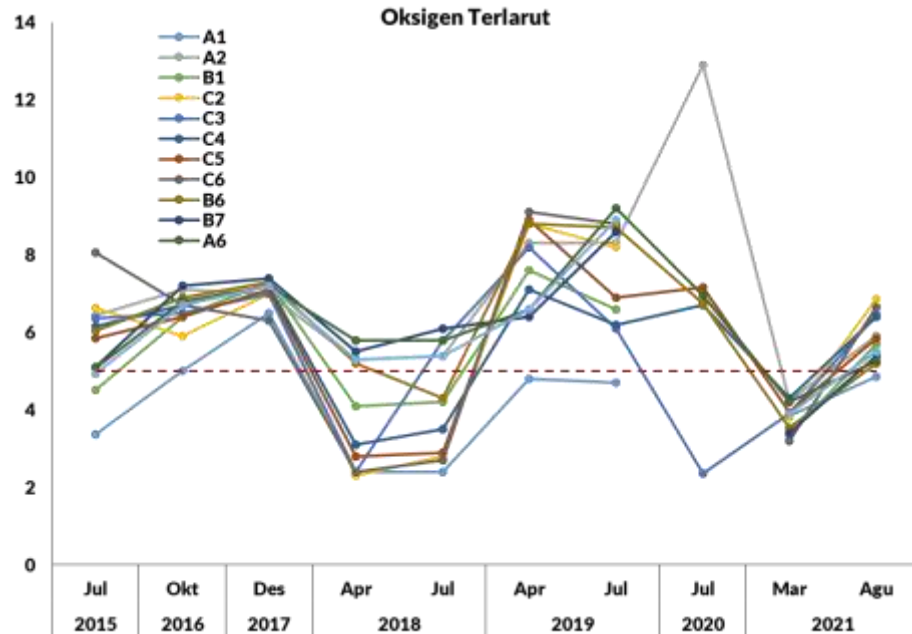 Oksigen Terlarut
14
12
10
8
6
4
2
0
A1
A2
B1
C2
C3
C4
C5
C6
B6
B7
A6
Jul Okt Des Apr Jul Apr Jul Jul Mar Agu
2015 2016 2017 2018 2019 2020 2021